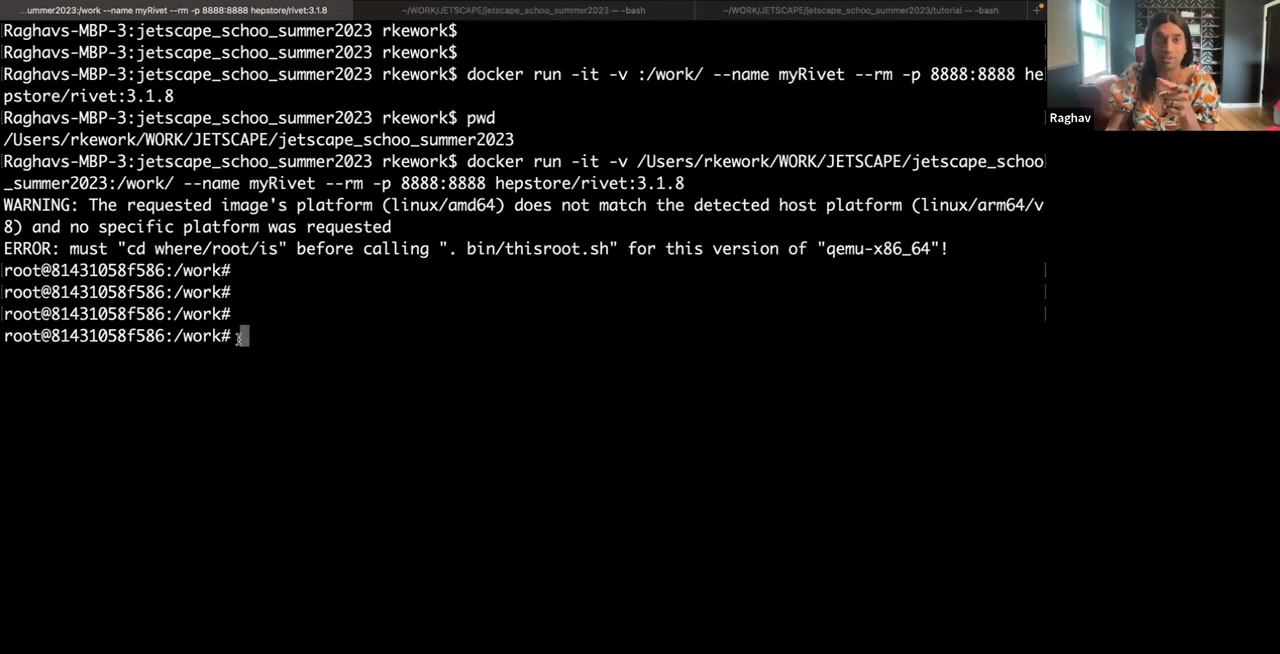 ...ummer2023:/work --name myRivet --rm -p 8888:8888 hepstore/rivet:3.1.8
~/WORK/JETSCAPE/jetscape_schoo_summer2023 — -bash
~/WORK/JETSCAPE/jetscape_schoo_summer2023/tutorial — -bash
+
Raghavs-MBP-3:jetscape_schoo_summer2023 rkework$
Raghavs-MBP-3:jetscape_schoo_summer2023 rkework$
Raghavs-MBP-3:jetscape_schoo_summer2023 rkework$ docker run -it -v :/work/ --name myRivet --rm -p 8888:8888 he
pstore/rivet:3.1.8
Raghavs-MBP-3:jetscape_schoo_summer2023 rkework$ pwd
/Users/rkework/WORK/JETSCAPE/jetscape_schoo_summer2023
Raghavs-MBP-3:jetscape_schoo_summer2023 rkework$ docker run -it -v /Users/rkework/WORK/JETSCAPE/jetscape_schoo
_summer2023:/work/ --name myRivet --rm -p 8888:8888 hepstore/rivet:3.1.8
WARNING: The requested image's platform (linux/amd64) does not match the detected host platform (linux/arm64/v
8) and no specific platform was requested
ERROR: must "cd where/root/is" before calling ". bin/thisroot.sh" for this version of "qemu-x86_64"!
root@81431058f586:/work#
root@81431058f586:/work#
root@81431058f586:/work#
root@81431058f586:/work#
Raghav